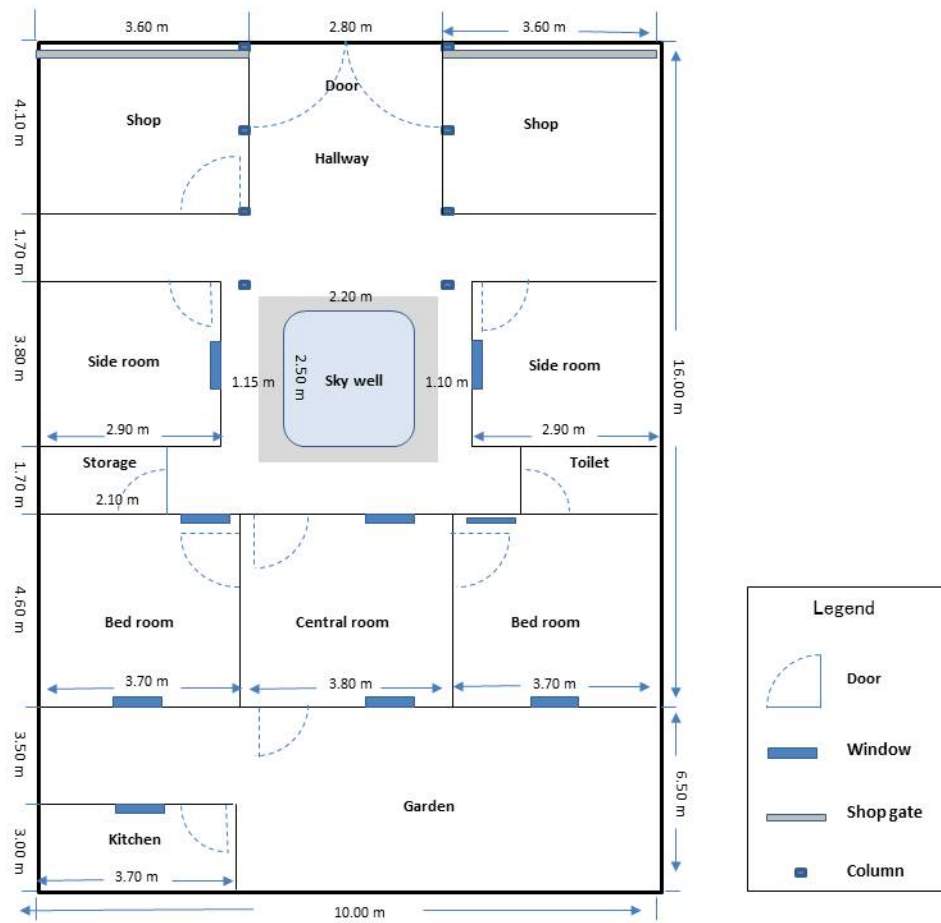 3.60 m
2.80 m
3.60 m
4.10 m
Door
Shop
Shop
Hallway
1.70 m
2.20 m
3.80 m
Side room
1.15 m
2.50 m
Sky well
1.10 m
Side room
16.00 m
2.90 m
2.90 m
Storage
Toilet
1.70 m
2.10 m
4.60 m
Bed room
Central room
Bed room
3.70 m
3.80 m
3.70 m
3.50 m
6.50 m
Garden
Kitchen
3.00 m
3.70 m
10.00 m
Legend
Door
Window
Shop gate
Column